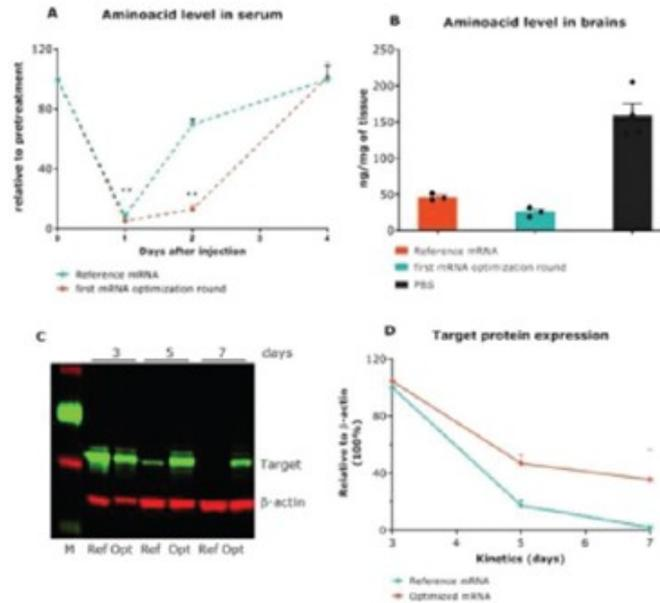 A
Aminoacid level in serum
relative to pretreatment
120
80
40
0
0
1
2
3
4
**
**
Days after injection
Reference mRNA
first mRNA optimization round
B
Aminoacid level in brains
ng/mg of tissue
250
200
150
100
50
0
Reference mRNA
first mRNA optimization round
PBG
C
3 5 7 days
Target
β-actin
M Ref Opt Ref Opt Ref Opt
D
Target protein expression
Relative to β-actin
(100%)
120
80
40
0
3
4
5
6
7
Kinetics (days)
Reference mRNA
Optimized mRNA